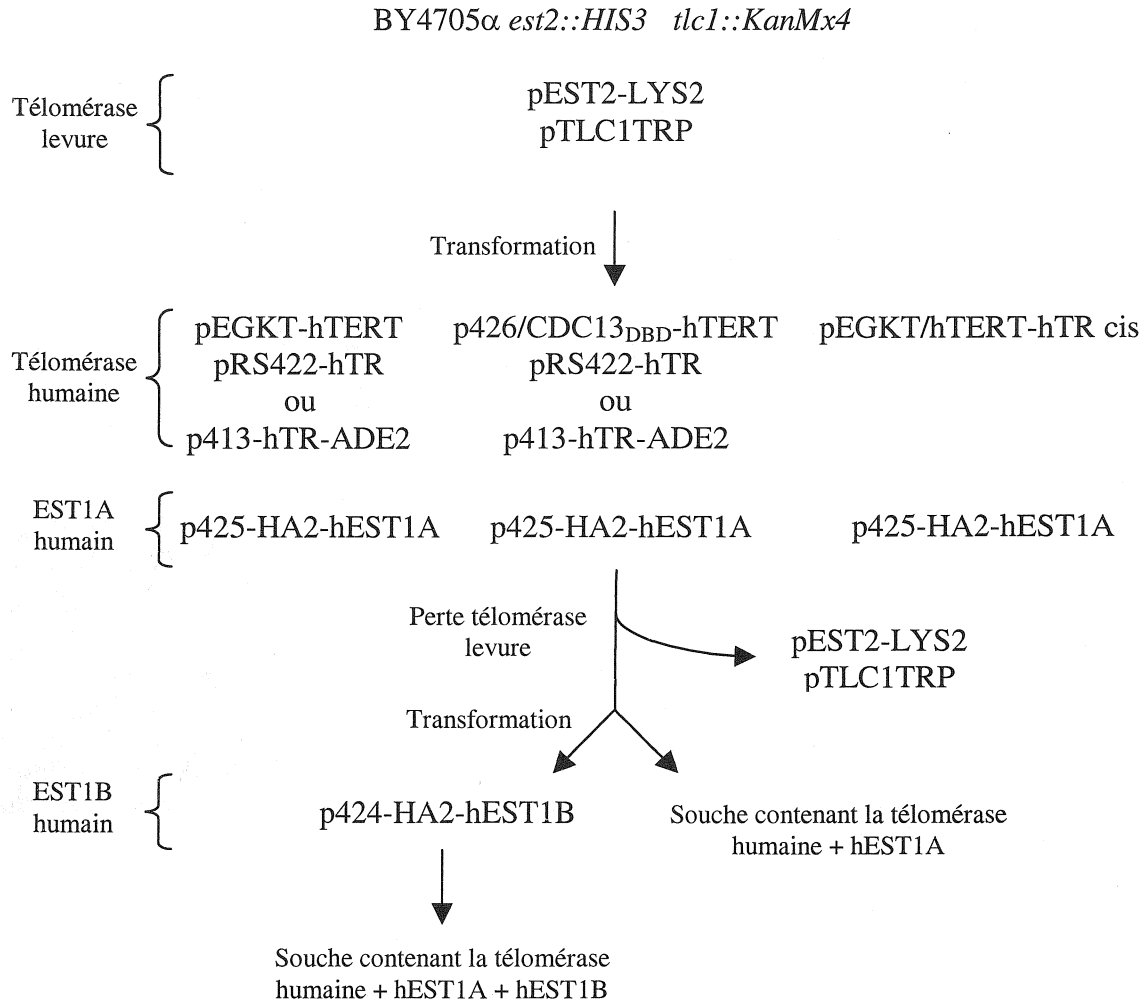 BY4705α est2::HIS3 tlc1::KanMx4
Télomérase
levure
pEST2-LYS2
pTLC1TRP
Transformation
Télomérase
humaine
pEGKT-hTERT
pRS422-hTR
ou
p413-hTR-ADE2
p426/CDC13DBD-hTERT
pRS422-hTR
ou
p413-hTR-ADE2
pEGKT/hTERT-hTR cis
EST1A
humain
p425-HA2-hEST1A
p425-HA2-hEST1A
p425-HA2-hEST1A
Perte télomérase
levure
pEST2-LYS2
pTLC1TRP
Transformation
EST1B
humain
p424-HA2-hEST1B
Souche contenant la télomérase
humaine + hEST1A
Souche contenant la télomérase
humaine + hEST1A + hEST1B